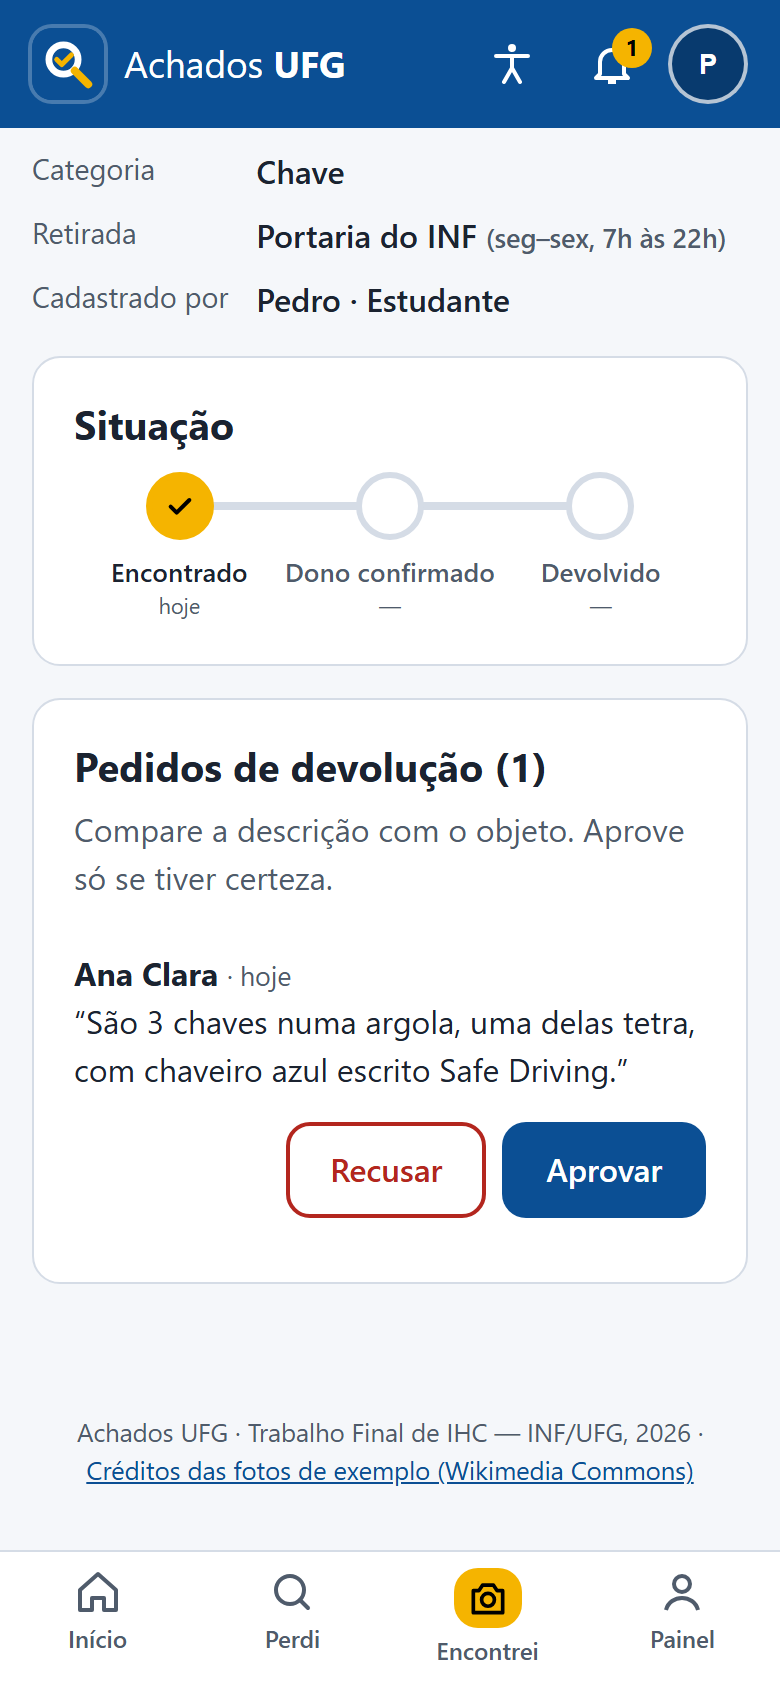 Achados UFG
1
P
Categoria
Chave
Retirada
Portaria do INF (seg–sex, 7h às 22h)
Cadastrado por
Pedro · Estudante
Situação
Encontrado
hoje
Dono confirmado
—
Devolvido
—
Pedidos de devolução (1)
Compare a descrição com o objeto. Aprove
só se tiver certeza.
Ana Clara · hoje
“São 3 chaves numa argola, uma delas tetra,
com chaveiro azul escrito Safe Driving.”
Recusar
Aprovar
Achados UFG · Trabalho Final de IHC — INF/UFG, 2026 ·
Créditos das fotos de exemplo (Wikimedia Commons)
Início
Perdi
Encontrei
Painel